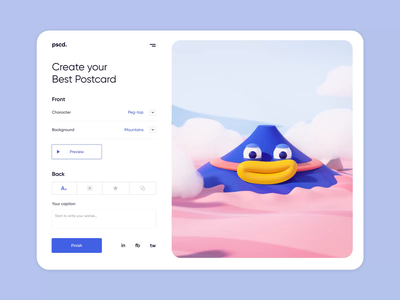 pscd.
Create your
Best Postcard
Front
Character
Peg-top
Background
Mountains
Preview
Back
A
Your caption
Start to write your wishes...
Finish
in
fb
tw